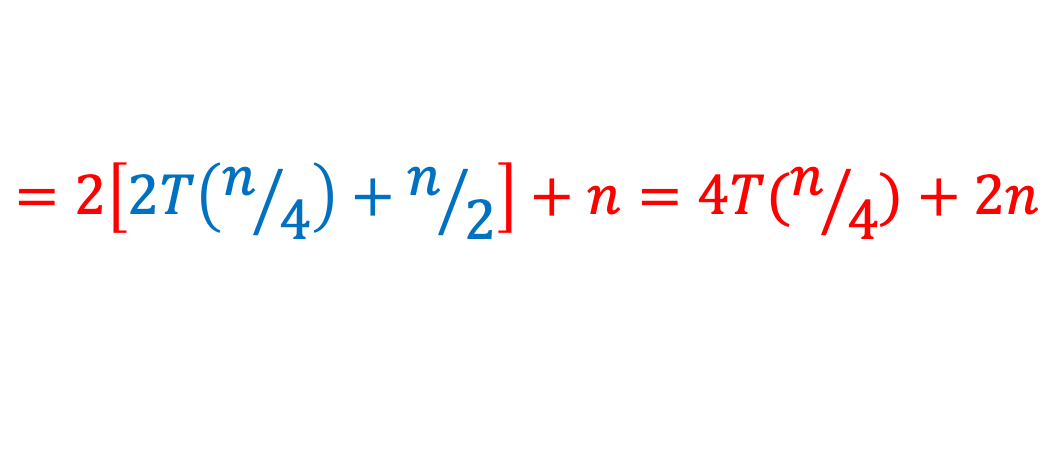 = 2[2T(n/4) + n/2] + n = 4T(n/4) + 2n